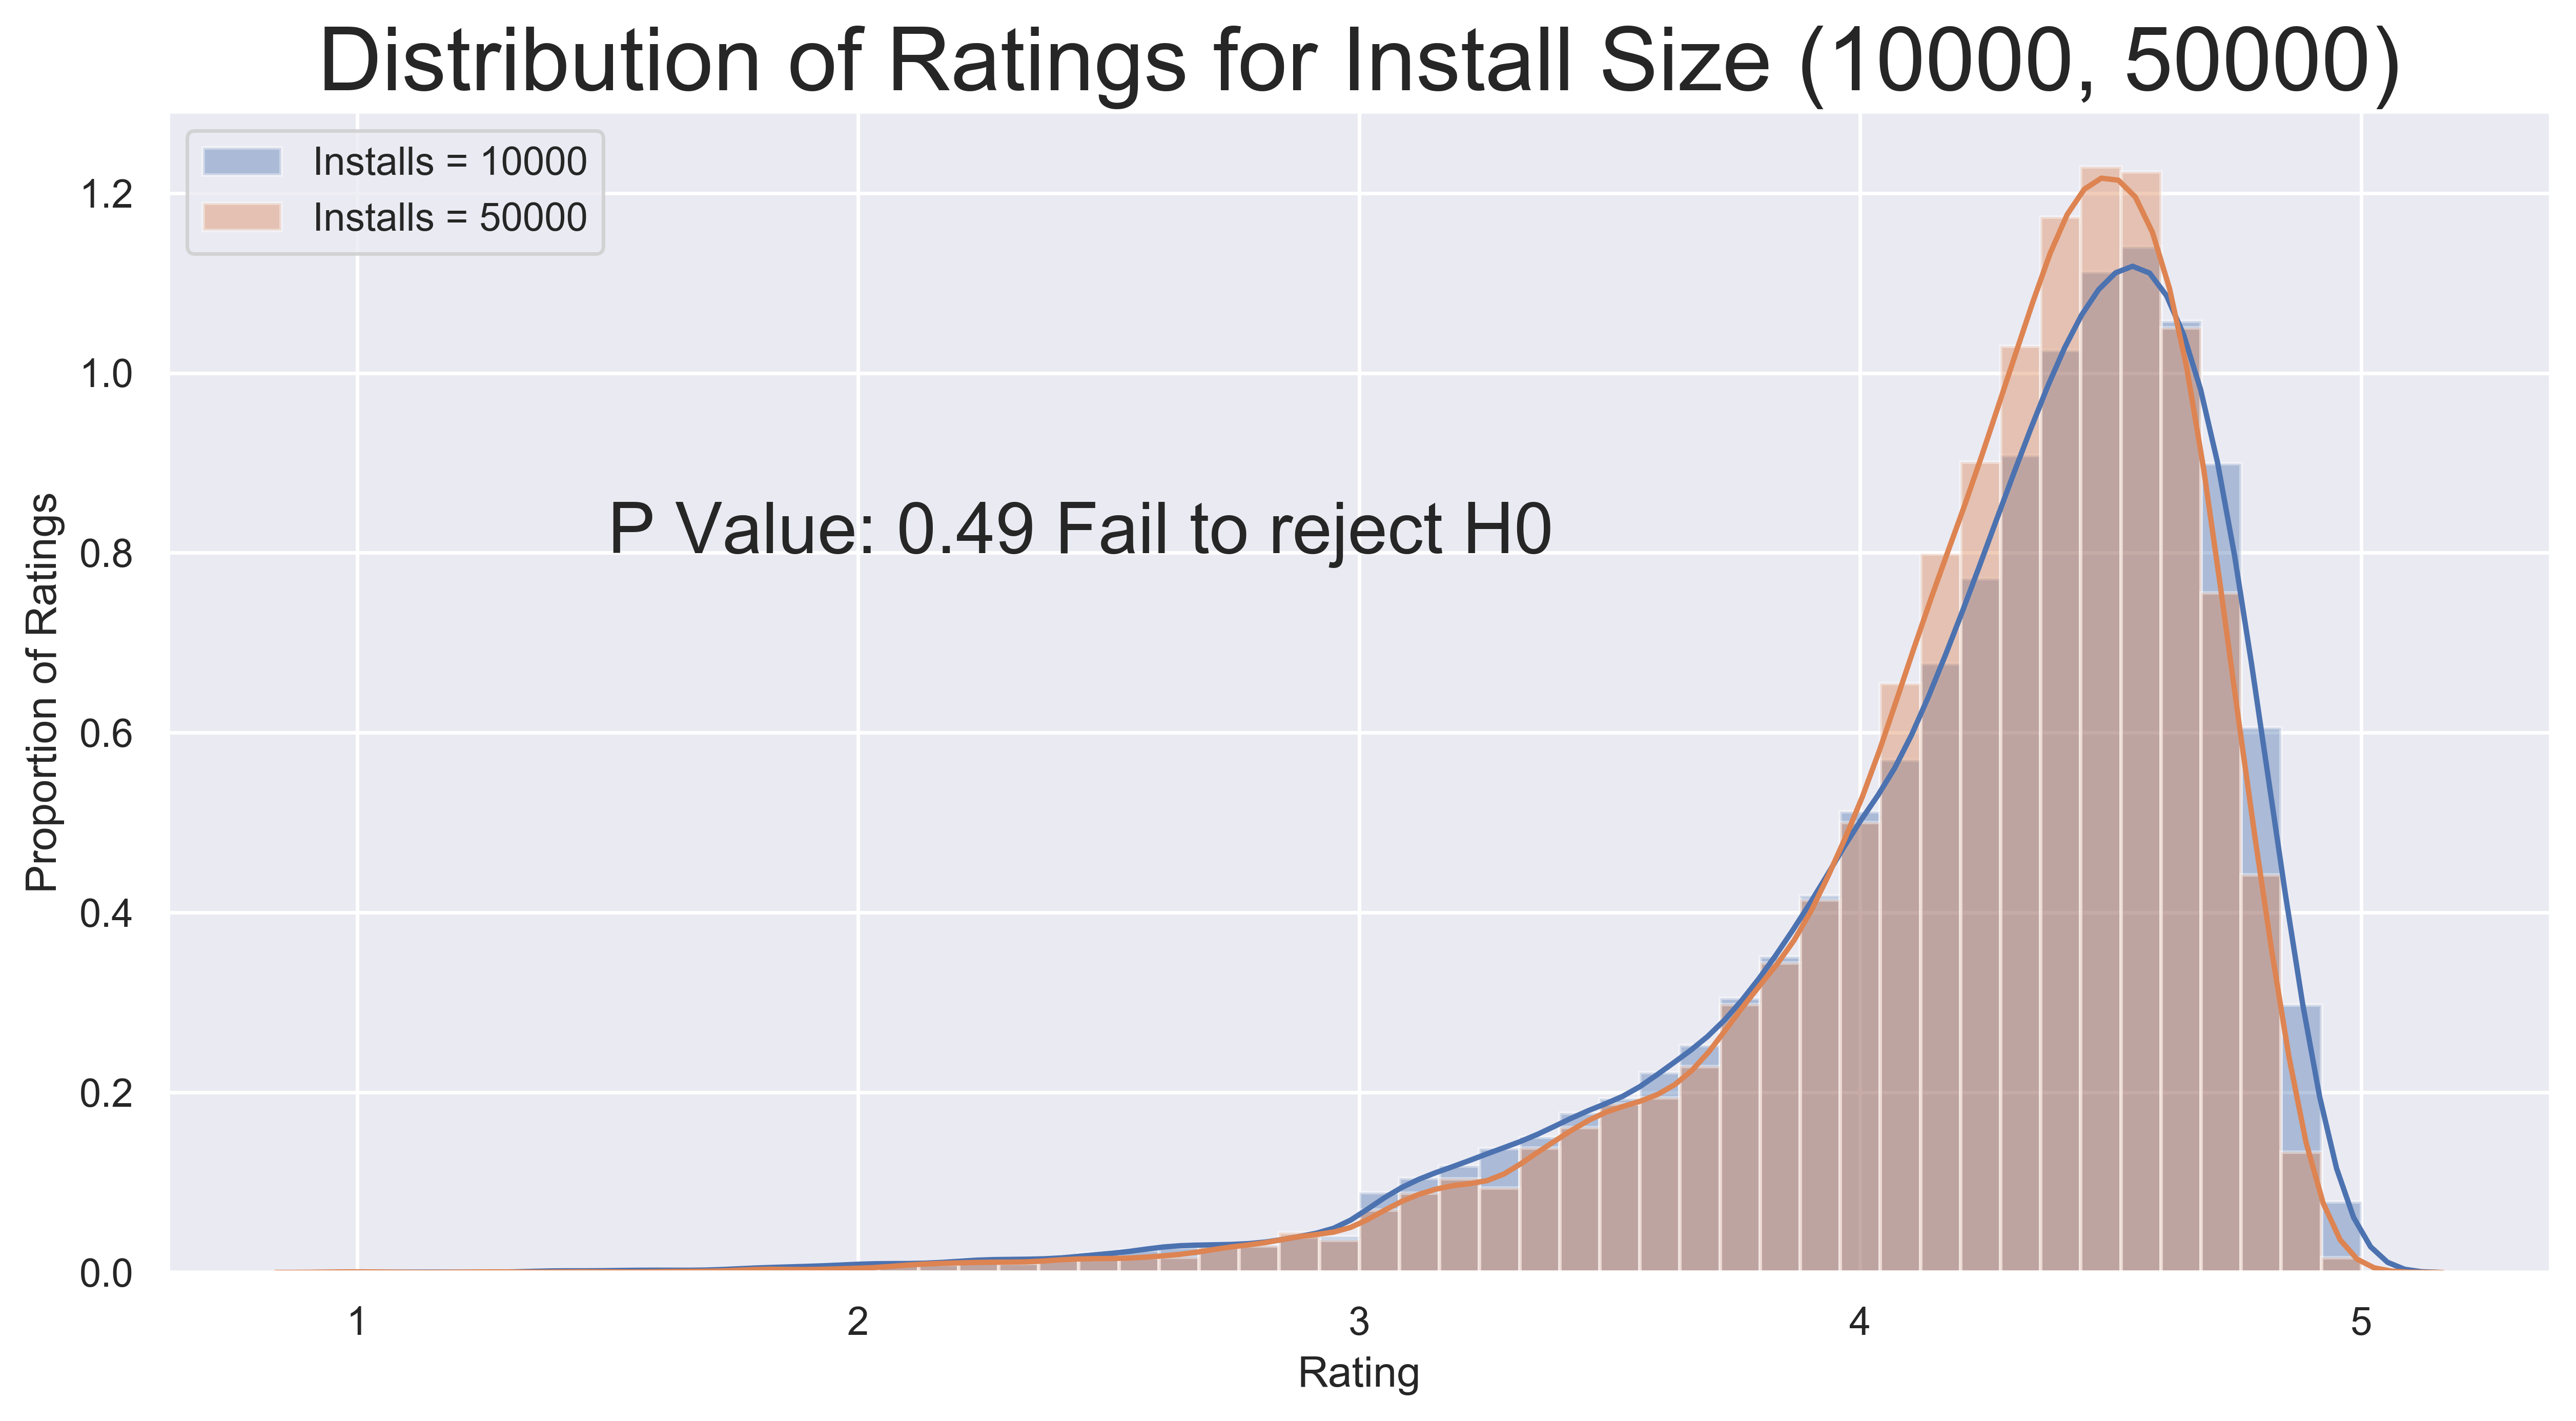 Distribution of Ratings for Install Size (10000, 50000)
Installs = 10000
Installs = 50000
P Value: 0.49 Fail to reject H0
Proportion of Ratings
1.2
1.0
0.8
0.6
0.4
0.2
0.0
1 2 3 4 5
Rating